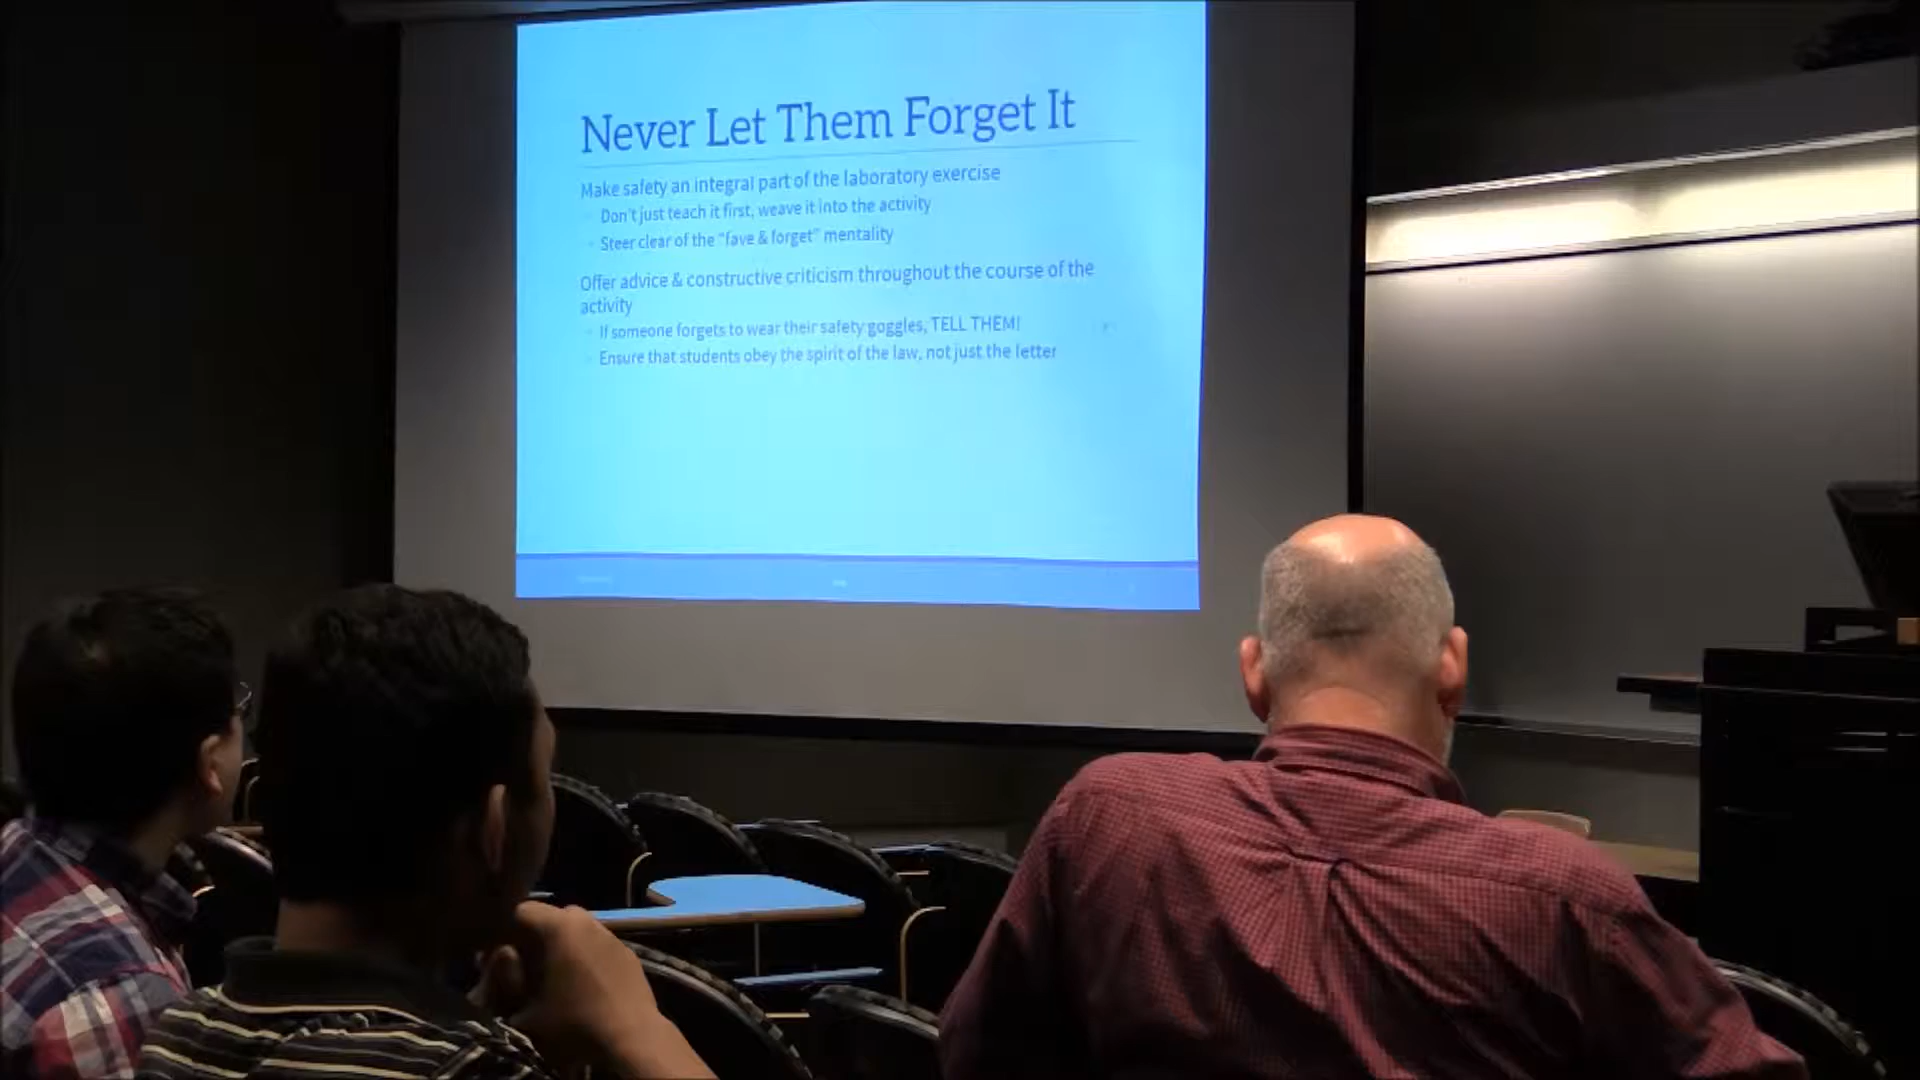 Never Let Them Forget It
Make safety an integral part of the laboratory exercise
Don't just teach it first, weave it into the activity
Steer clear of the "fave & forget" mentality
Offer advice & constructive criticism throughout the course of the
activity
If someone forgets to wear their safety goggles, TELL THEM!
Ensure that students obey the spirit of the law, not just the letter